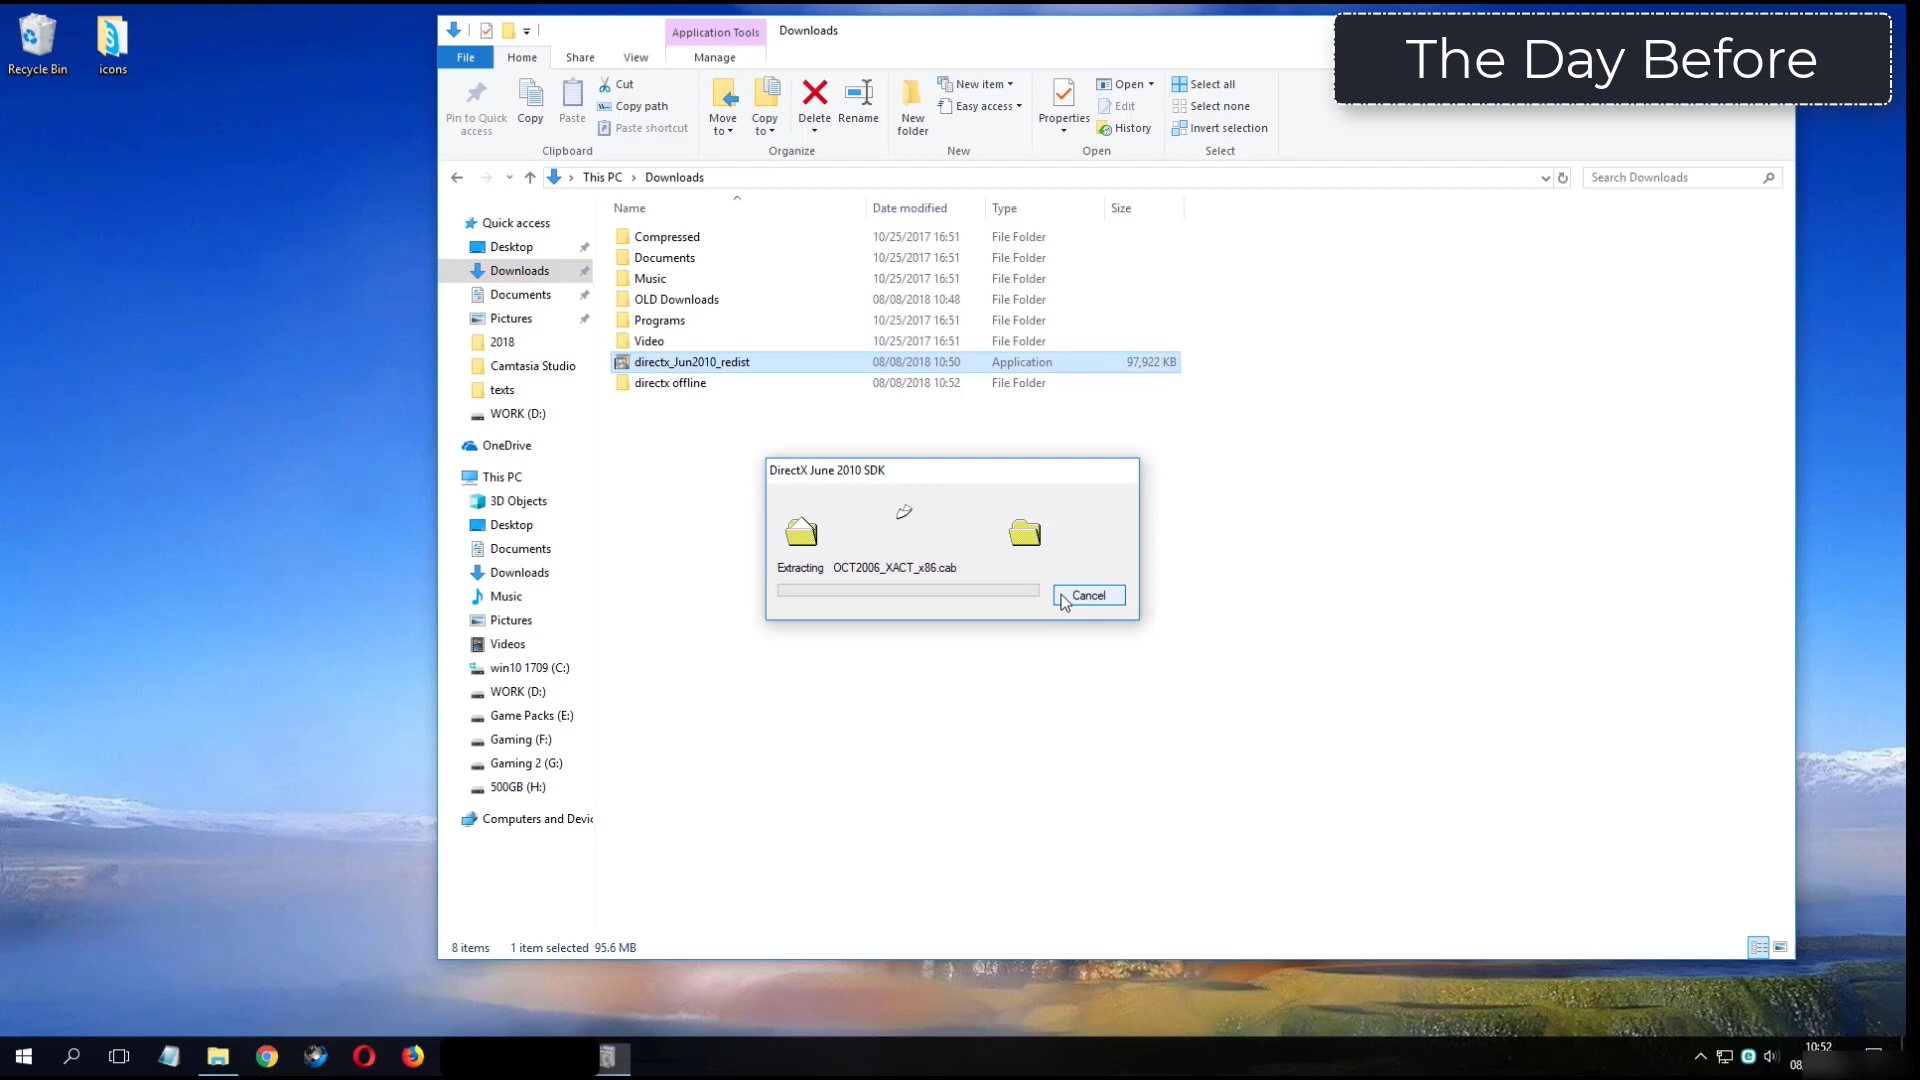 Recycle Bin
icons
Application Tools
Downloads
The Day Before
File
Home
Share
View
Manage
Pin to Quick access
Copy
Paste
Cut
Copy path
Paste shortcut
Clipboard
Move to
Copy to
Delete
Rename
Organize
New folder
New item
Easy access
New
Properties
Open
Edit
History
Open
Select all
Select none
Invert selection
Select
This PC
Downloads
Search Downloads
Name
Date modified
Type
Size
Compressed 10/25/2017 16:51 File Folder
Documents 10/25/2017 16:51 File Folder
Music 10/25/2017 16:51 File Folder
OLD Downloads 08/08/2018 10:48 File Folder
Programs 10/25/2017 16:51 File Folder
Video 10/25/2017 16:51 File Folder
directx_Jun2010_redist 08/08/2018 10:50 Application 97,922 KB
directx offline 08/08/2018 10:52 File Folder
Quick access
Desktop
Downloads
Documents
Pictures
2018
Camtasia Studio
texts
WORK (D:)
OneDrive
This PC
3D Objects
Desktop
Documents
Downloads
Music
Pictures
Videos
win10 1709 (C:)
WORK (D:)
Game Packs (E:)
Gaming (F:)
Gaming 2 (G:)
500GB (H:)
Computers and Devic
DirectX June 2010 SDK
Extracting OCT2006_XACT_x86.cab
Cancel
8 items
1 item selected 95.6 MB
10:52
08